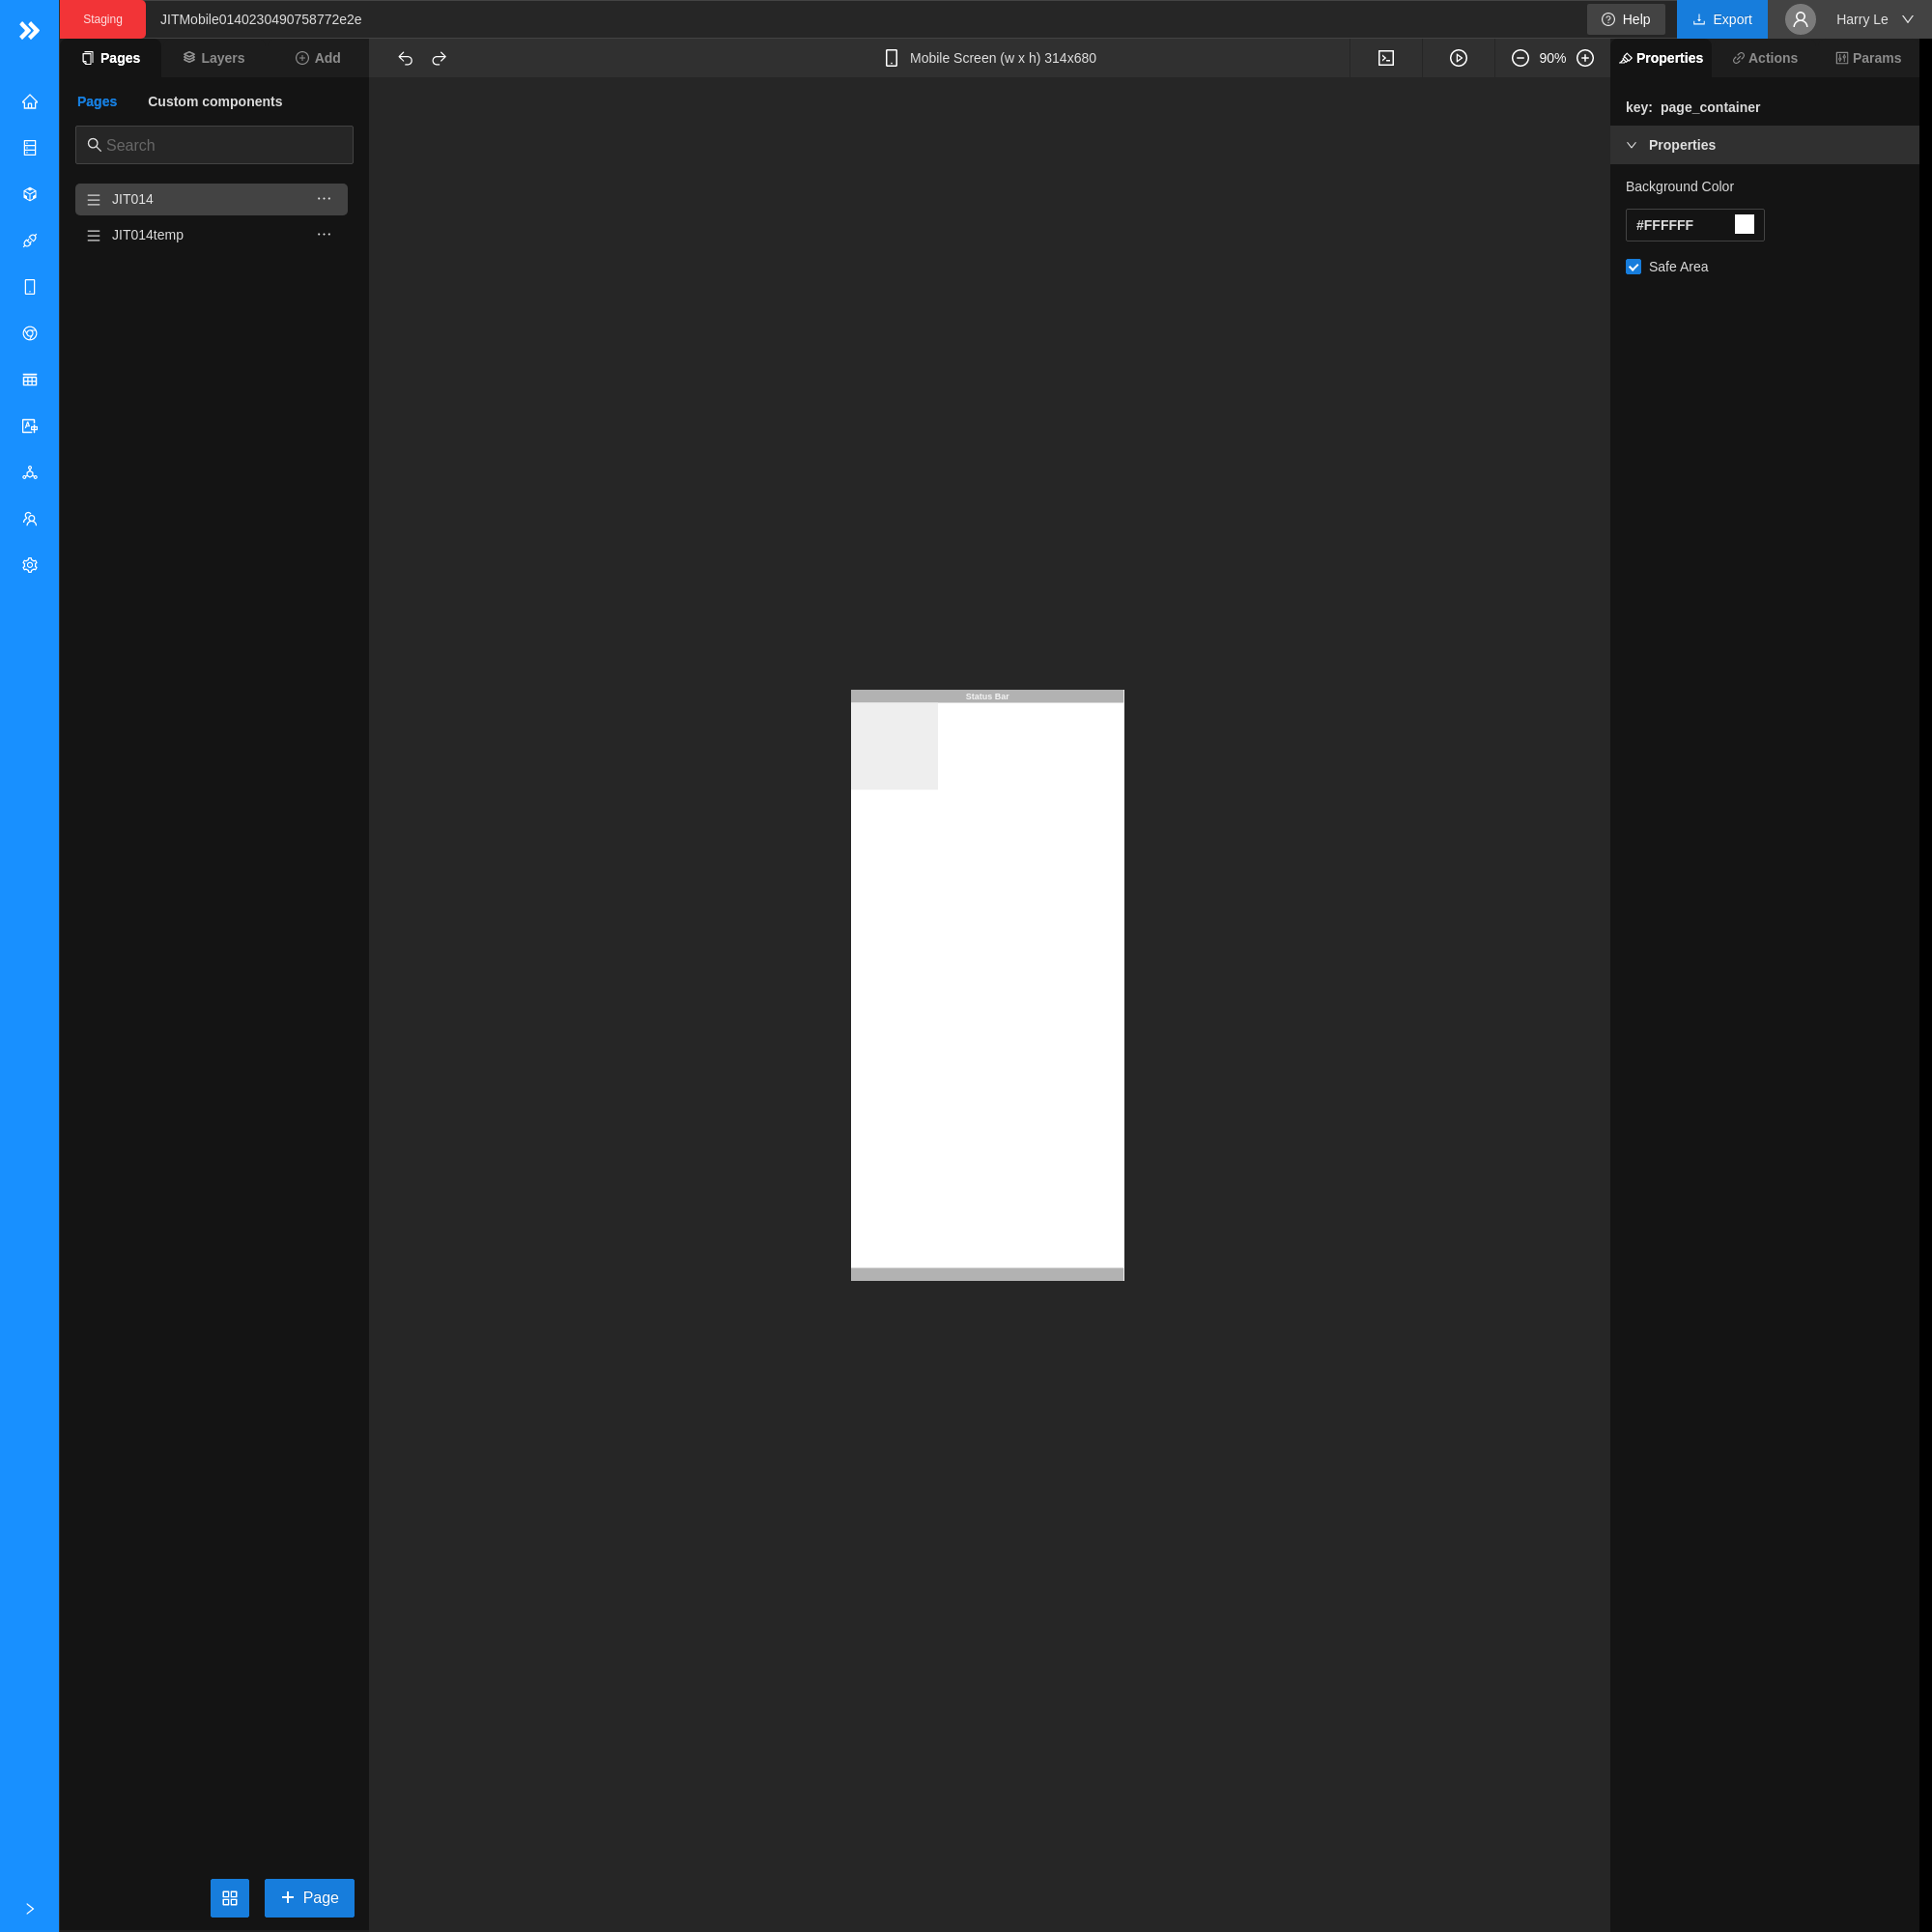 Staging
JITMobile0140230490758772e2e
Help
Export
Harry Le
Pages
Layers
Add
Mobile Screen (w x h) 314x680
90%
Properties
Actions
Params
Pages
Custom components
Search
JIT014
JIT014temp
key: page_container
Properties
Background Color
#FFFFFF
Safe Area
Status Bar
Page